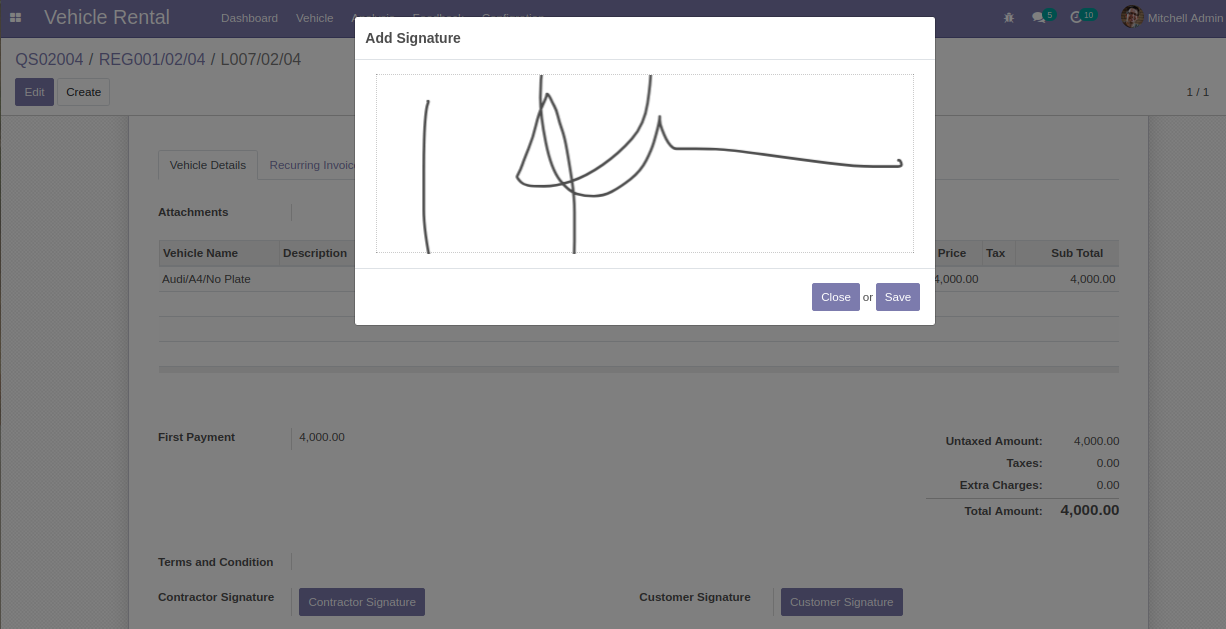 Vehicle Rental Dashboard Vehicle Feedback 5 10 Mitchell Admin
Add Signature
QS02004 / REG001/02/04 / L007/02/04
Edit Create 1 / 1
Vehicle Details Recurring Invoice
Attachments
Vehicle Name Description Price Tax Sub Total
Audi/A4/No Plate 4,000.00 4,000.00
Close or Save
First Payment 4,000.00
Untaxed Amount: 4,000.00
Taxes: 0.00
Extra Charges: 0.00
Total Amount: 4,000.00
Terms and Condition
Contractor Signature Contractor Signature Customer Signature Customer Signature